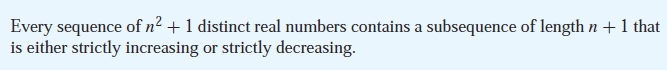 Every sequence of n² + 1 distinct real numbers contains a subsequence of length n + 1 that
is either strictly increasing or strictly decreasing.